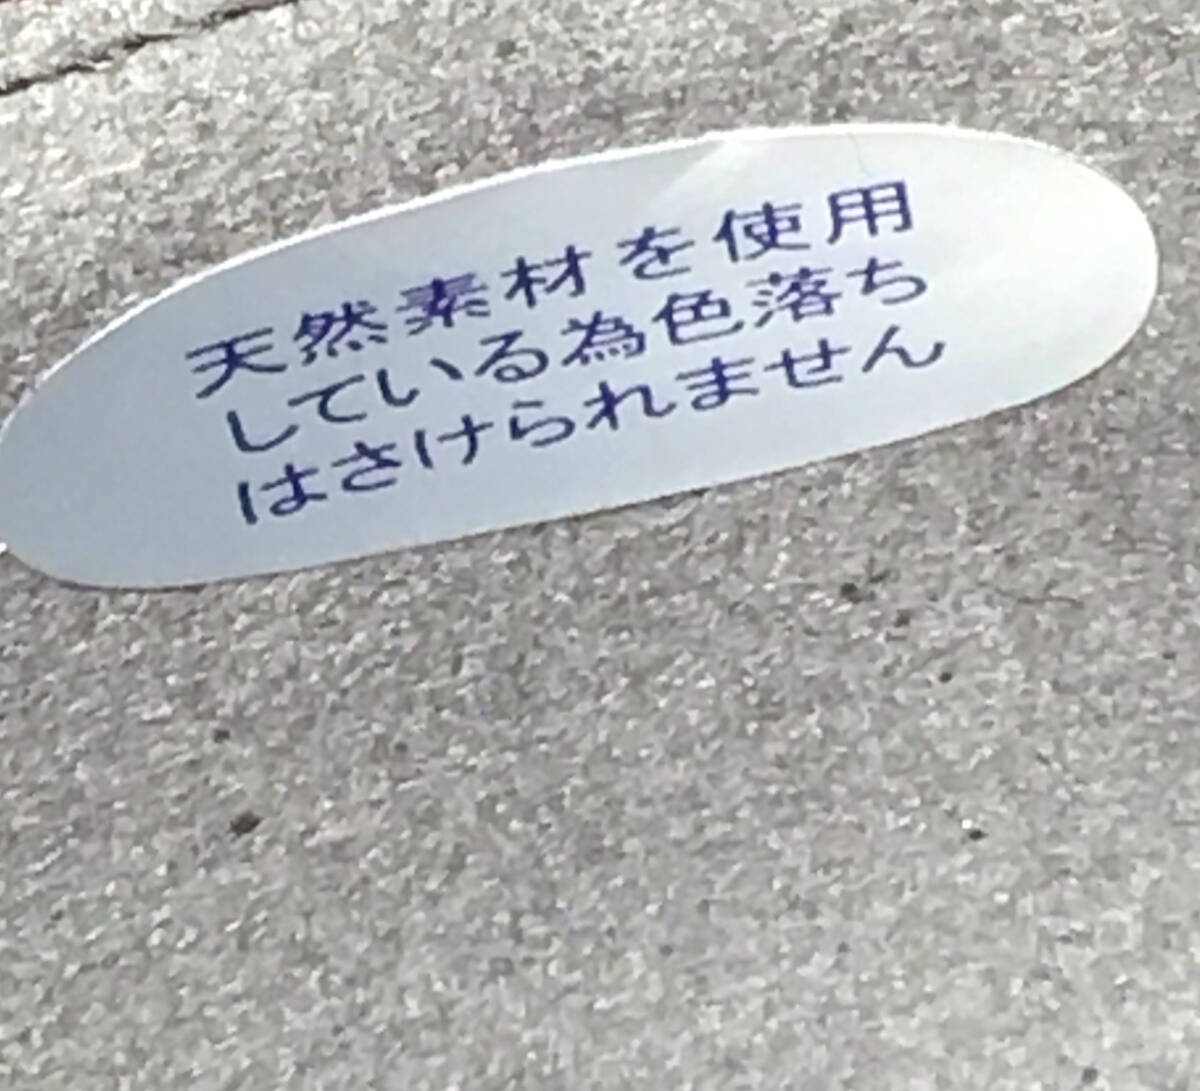 天然素材を使用
している為色落ち
はさけられません